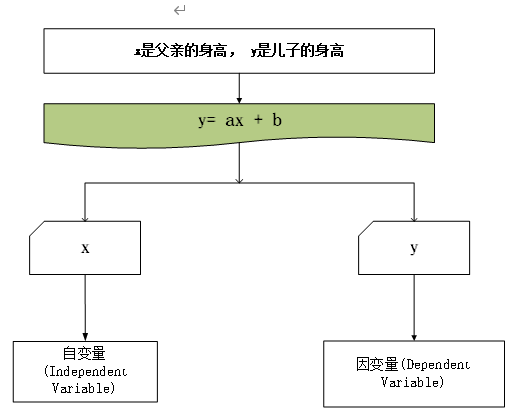 x是父亲的身高， y是儿子的身高
y= ax + b
x
y
自变量
(Independent
Variable)
因变量(Dependent
Variable)